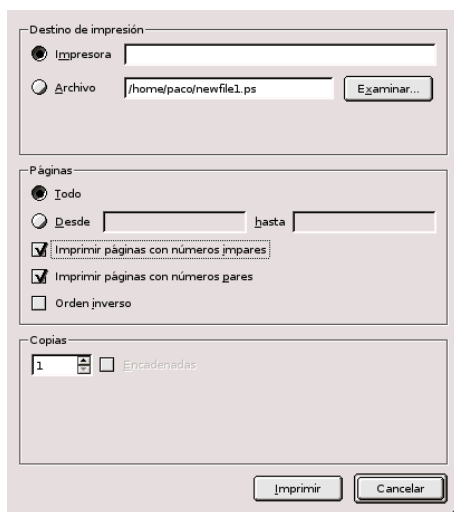 Destino de impresión
Impresora
Archivo /home/paco/newfile1.ps Examinar...
Páginas
Todo
Desde hasta
Imprimir páginas con números impares
Imprimir páginas con números pares
Orden inverso
Copias
1 Encadenadas
Imprimir Cancelar